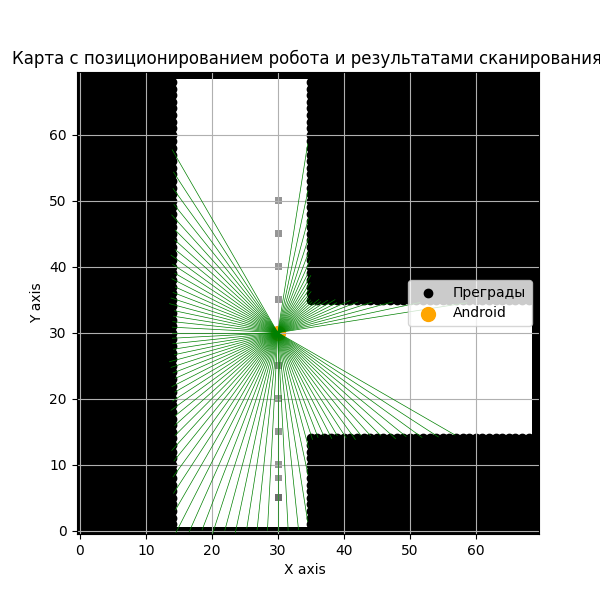 Карта с позиционированием робота и результатами сканирования
60
50
40
30
20
10
0
Y axis
Преграды
Android
0 10 20 30 40 50 60
X axis